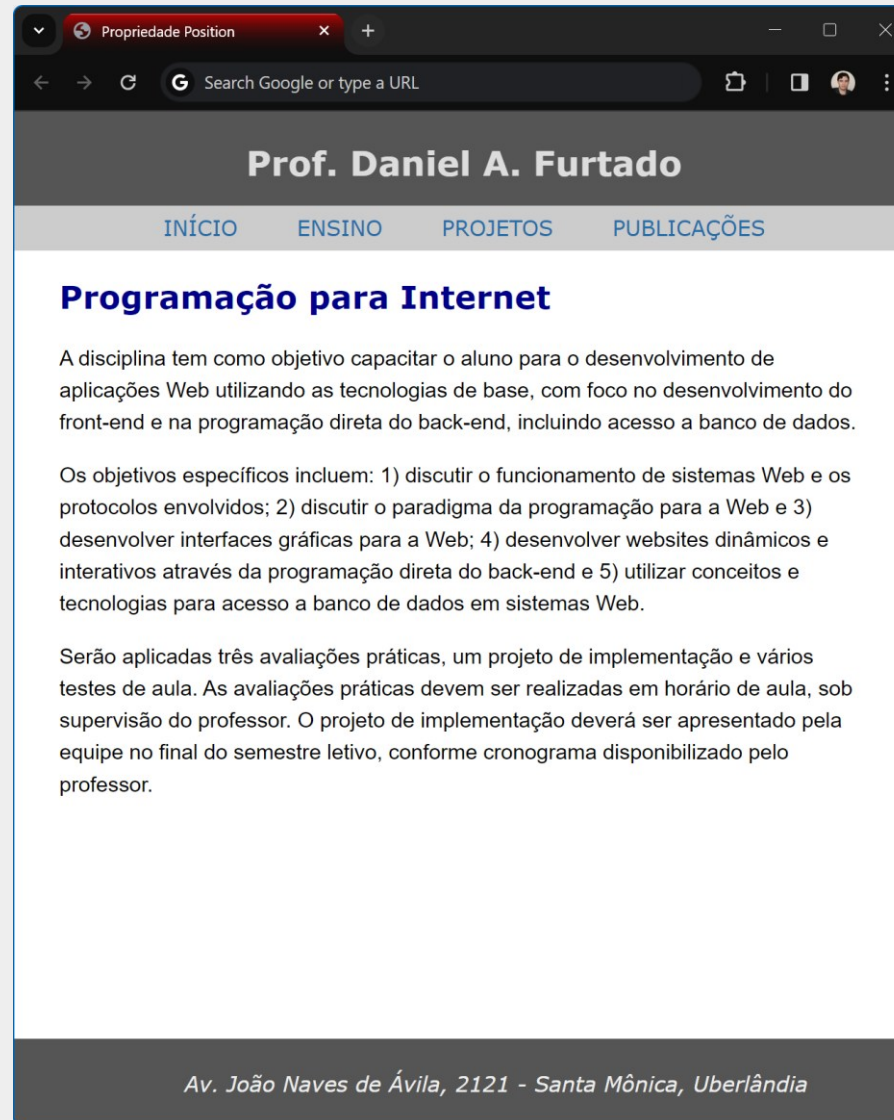 Propriedade Position
Search Google or type a URL
Prof. Daniel A. Furtado
INÍCIO ENSINO PROJETOS PUBLICAÇÕES
Programação para Internet
A disciplina tem como objetivo capacitar o aluno para o desenvolvimento de
aplicações Web utilizando as tecnologias de base, com foco no desenvolvimento do
front-end e na programação direta do back-end, incluindo acesso a banco de dados.
Os objetivos específicos incluem: 1) discutir o funcionamento de sistemas Web e os
protocolos envolvidos; 2) discutir o paradigma da programação para a Web e 3)
desenvolver interfaces gráficas para a Web; 4) desenvolver websites dinâmicos e
interativos através da programação direta do back-end e 5) utilizar conceitos e
tecnologias para acesso a banco de dados em sistemas Web.
Serão aplicadas três avaliações práticas, um projeto de implementação e vários
testes de aula. As avaliações práticas devem ser realizadas em horário de aula, sob
supervisão do professor. O projeto de implementação deverá ser apresentado pela
equipe no final do semestre letivo, conforme cronograma disponibilizado pelo
professor.
Av. João Naves de Ávila, 2121 - Santa Mônica, Uberlândia